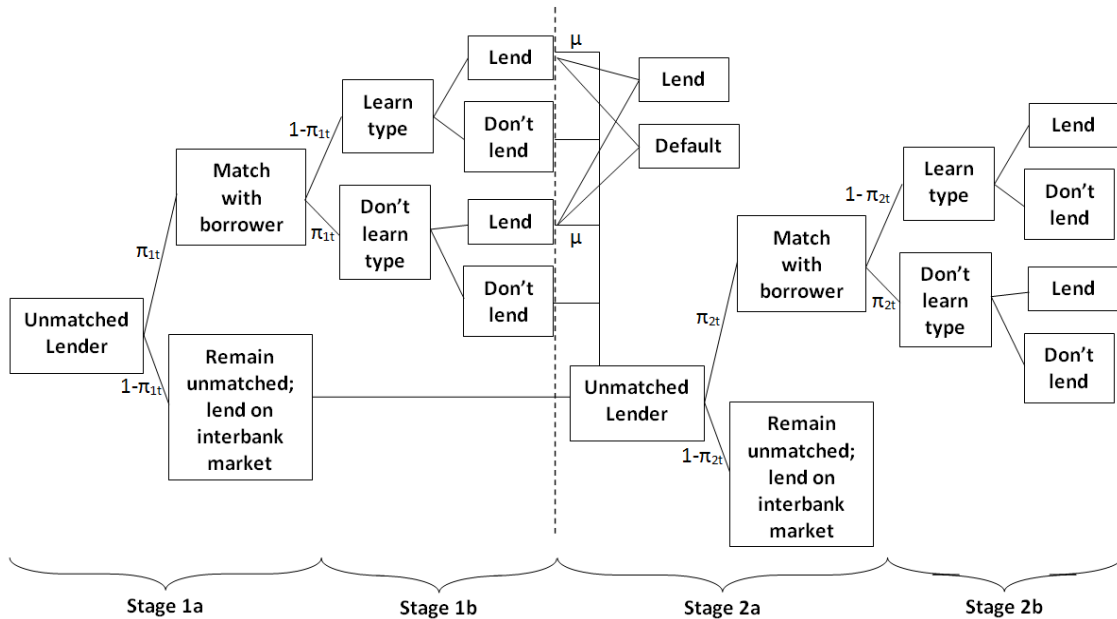 Unmatched
Lender
π1t
1-π1t
Match
with
borrower
Remain
unmatched;
lend on
interbank
market
1-π1t
π1t
Learn
type
Don't
learn
type
Lend
Don't
lend
Lend
Don't
lend
μ
μ
Lend
Default
Unmatched
Lender
π2t
1-π2t
Match
with
borrower
Remain
unmatched;
lend on
interbank
market
1- π2t
π2t
Learn
type
Don't
learn
type
Lend
Don't
lend
Lend
Don't
lend
Stage 1a
Stage 1b
Stage 2a
Stage 2b